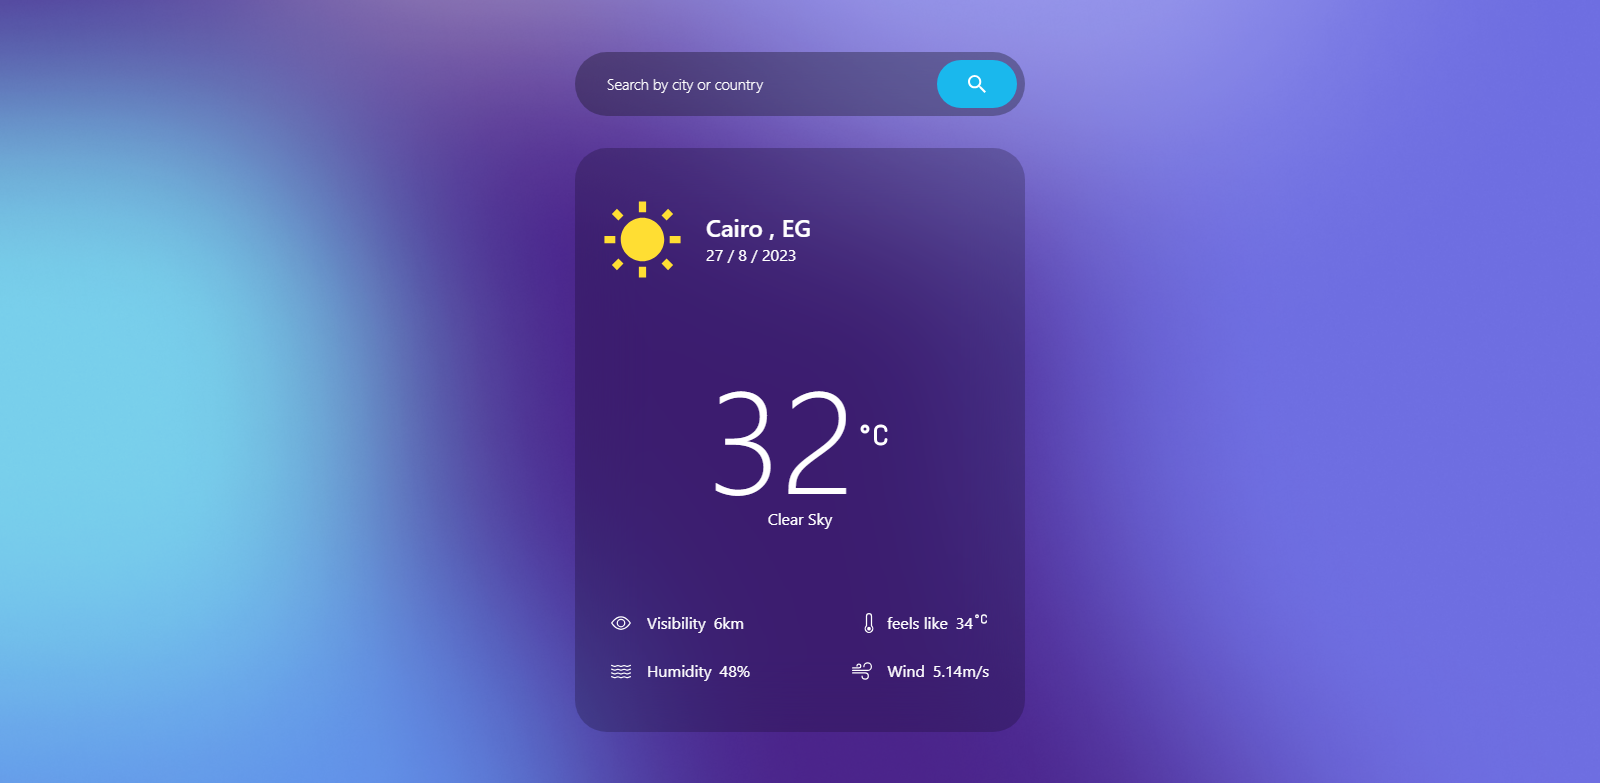 Search by city or country
Cairo , EG
27 / 8 / 2023
32 °C
Clear Sky
Visibility 6km
feels like 34°C
Humidity 48%
Wind 5.14m/s